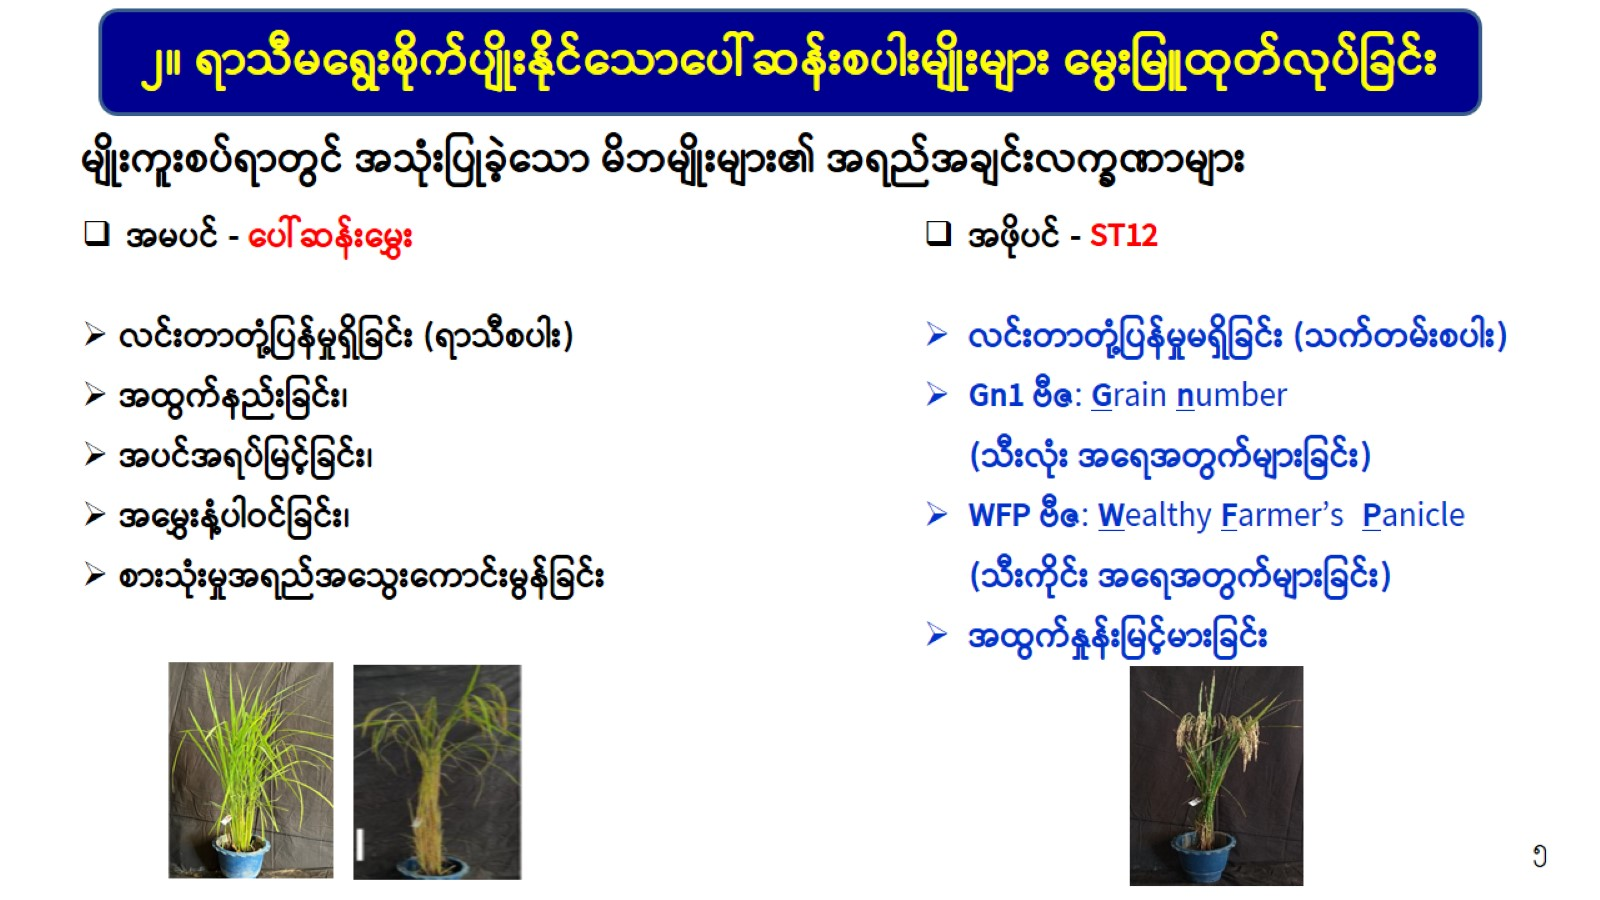 ၂။ ရာသီမရွေးစိုက်ပျိုးနိုင်သောပေါ်ဆန်းစပါးမျိုးများ မွေးမြူထုတ်လုပ်ခြင်း
မျိုးကူးစပ်ရာတွင် အသုံးပြုခဲ့သော မိဘမျိုးများ၏ အရည်အချင်းလက္ခဏာများ
❑ အမပင် - ပေါ်ဆန်းမွှေး
➢ လင်းတာတုံ့ပြန်မှုရှိခြင်း (ရာသီစပါး)
➢ အထွက်နည်းခြင်း၊
➢ အပင်အရပ်မြင့်ခြင်း၊
➢ အမွှေးနံ့ပါဝင်ခြင်း၊
➢ စားသုံးမှုအရည်အသွေးကောင်းမွန်ခြင်း
❑ အဖိုပင် - ST12
➢ လင်းတာတုံ့ပြန်မှုမရှိခြင်း (သက်တမ်းစပါး)
➢ Gn1 ဗီဇ: Grain number
(သီးလုံး အရေအတွက်များခြင်း)
➢ WFP ဗီဇ: Wealthy Farmer’s Panicle
(သီးကိုင်း အရေအတွက်များခြင်း)
➢ အထွက်နှုန်းမြင့်မားခြင်း
၅